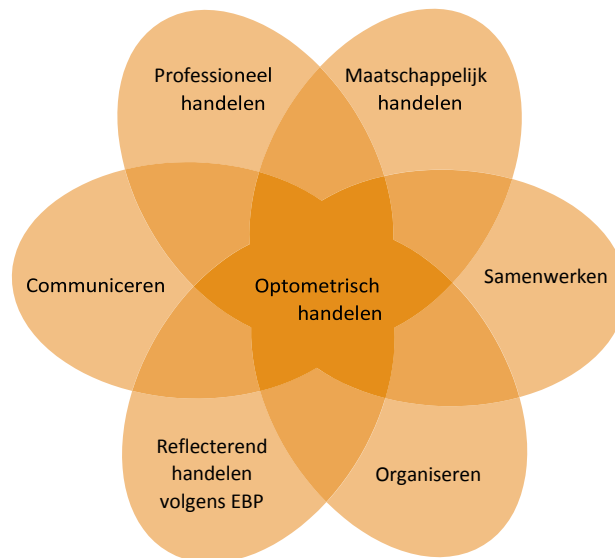 Professioneel
handelen
Maatschappelijk
handelen
Communiceren
Optometrisch
handelen
Samenwerken
Reflecterend
handelen
volgens EBP
Organiseren